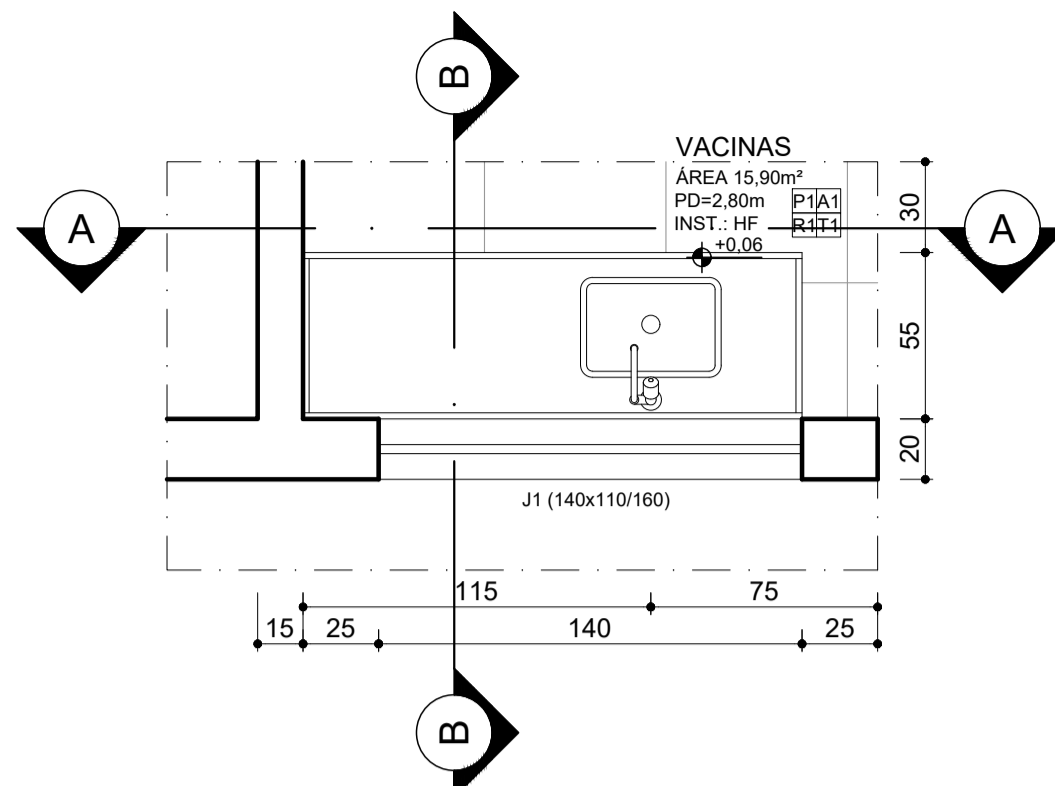 B
VACINAS
ÁREA 15,90m²
PD=2,80m
P1 A1
INST.: HF
R1 T1
+0,06
A
A
30
55
20
J1 (140x110/160)
115
75
15
25
140
25
B